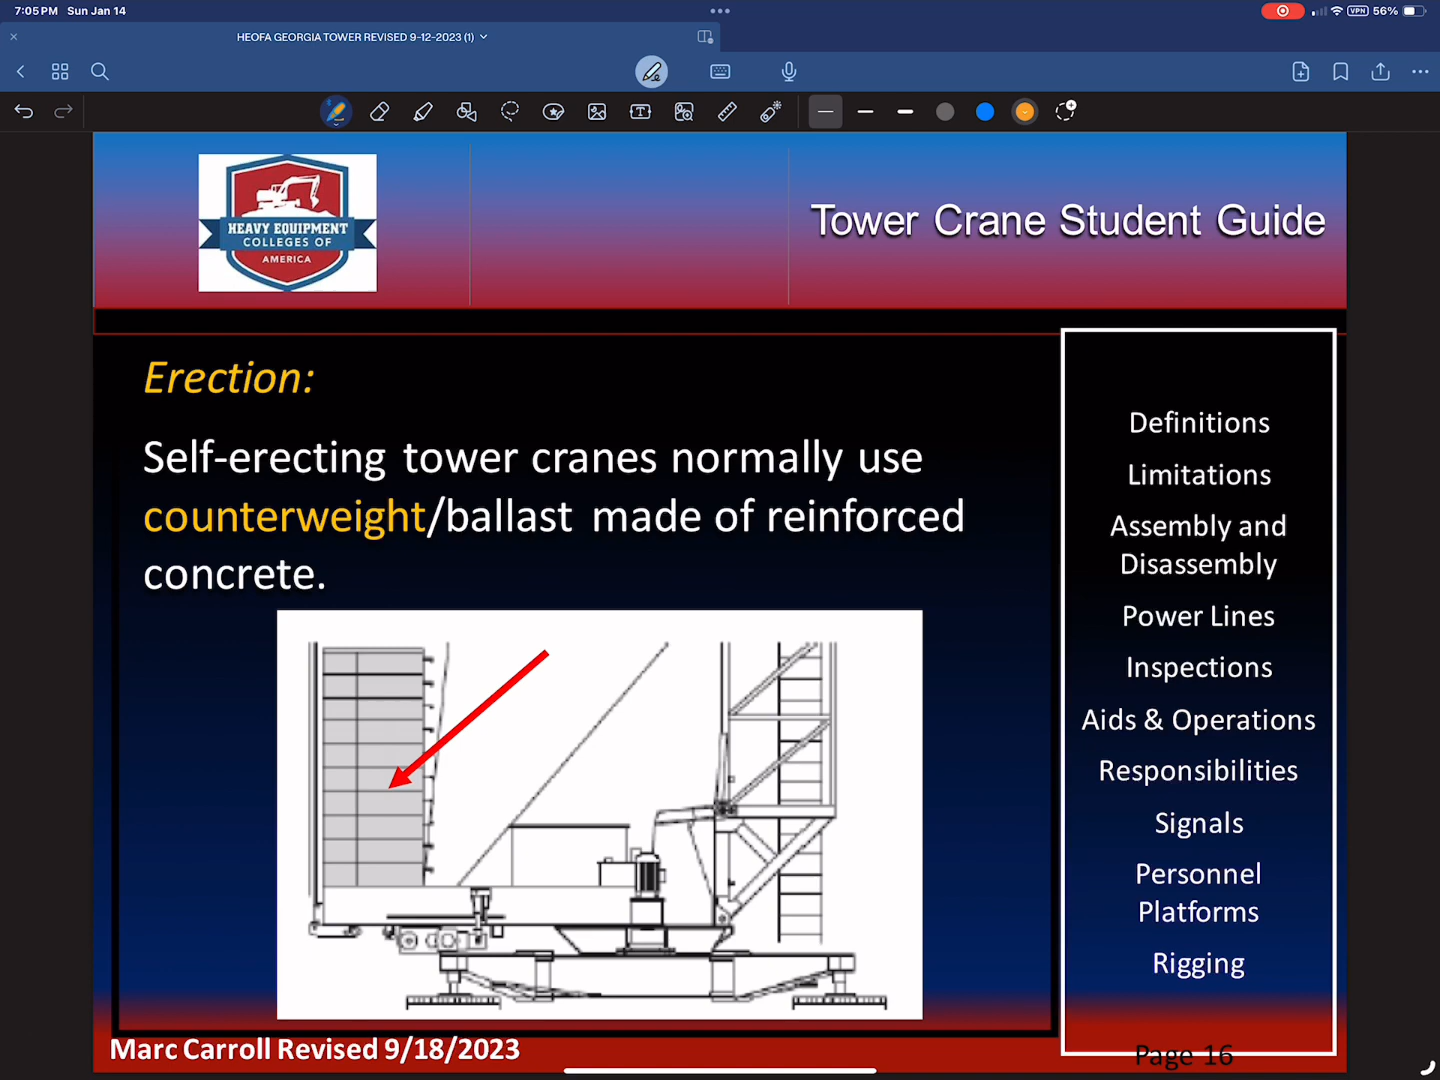 7:05 PM Sun Jan 14
VPN 56%
HEOFA GEORGIA TOWER REVISED 9-12-2023 (1)
HEAVY EQUIPMENT
COLLEGES OF
AMERICA
Tower Crane Student Guide
Erection:
Self-erecting tower cranes normally use
counterweight/ballast made of reinforced
concrete.
Definitions
Limitations
Assembly and
Disassembly
Power Lines
Inspections
Aids & Operations
Responsibilities
Signals
Personnel
Platforms
Rigging
Marc Carroll Revised 9/18/2023
Page 16